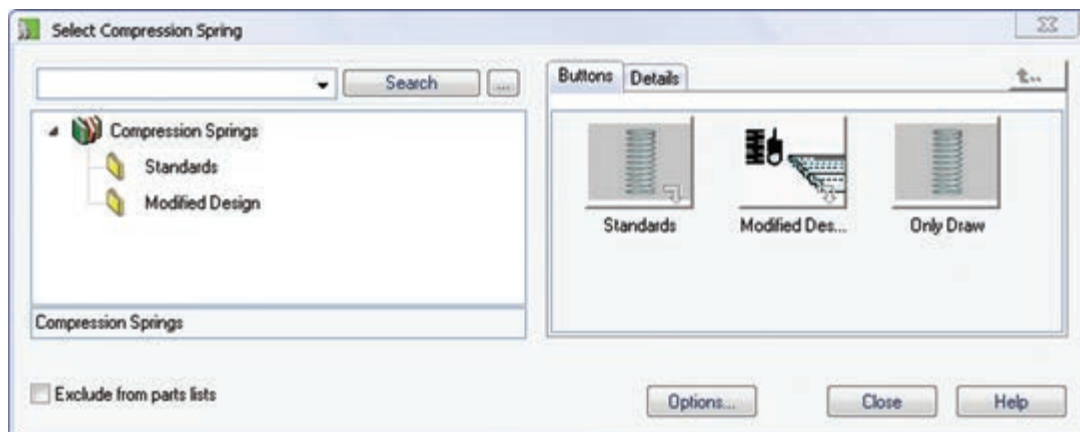 Select Compression Spring
Search
...
Compression Springs
Standards
Modified Design
Compression Springs
Exclude from parts lists
Buttons
Details
Standards
Modified Des...
Only Draw
Options...
Close
Help